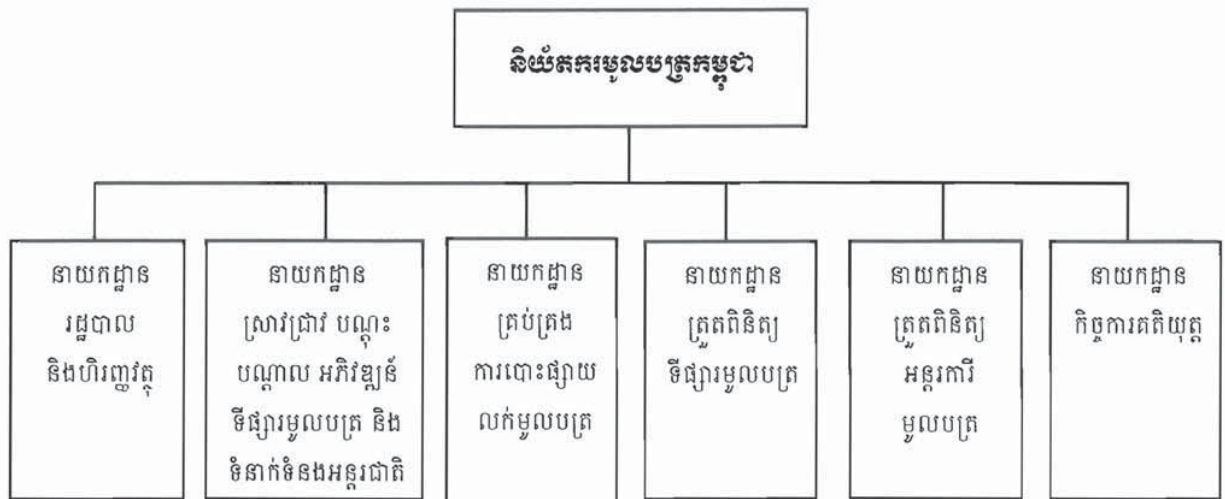 និយ័តករមូលបត្រកម្ពុជា
នាយកដ្ឋាន
រដ្ឋបាល
និងហិរញ្ញវត្ថុ
នាយកដ្ឋាន
ស្រាវជ្រាវ បណ្តុះ
បណ្តាល អភិវឌ្ឍន៍
ទីផ្សារមូលបត្រ និង
ទំនាក់ទំនងអន្តរជាតិ
នាយកដ្ឋាន
គ្រប់គ្រង
ការបោះផ្សាយ
លក់មូលបត្រ
នាយកដ្ឋាន
ត្រួតពិនិត្យ
ទីផ្សារមូលបត្រ
នាយកដ្ឋាន
ត្រួតពិនិត្យ
អន្តរការី
មូលបត្រ
នាយកដ្ឋាន
កិច្ចការគតិយុត្ត